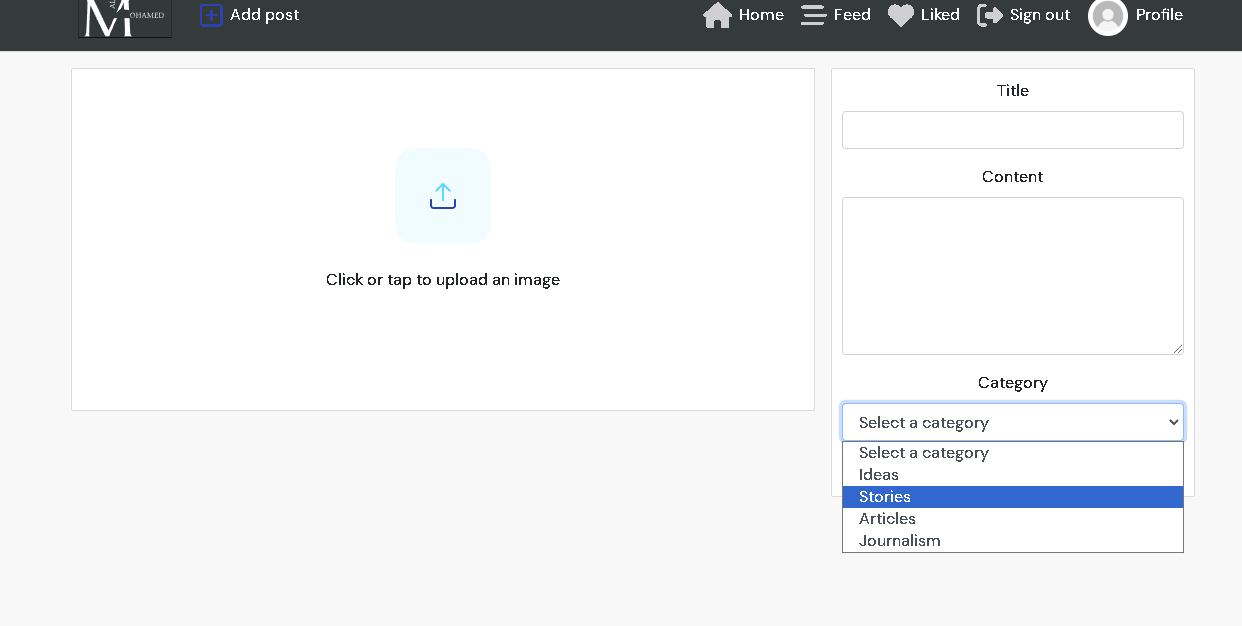 M OHAMED
Add post
Home
Feed
Liked
Sign out
Profile
Click or tap to upload an image
Title
Content
Category
Select a category
Select a category
Ideas
Stories
Articles
Journalism